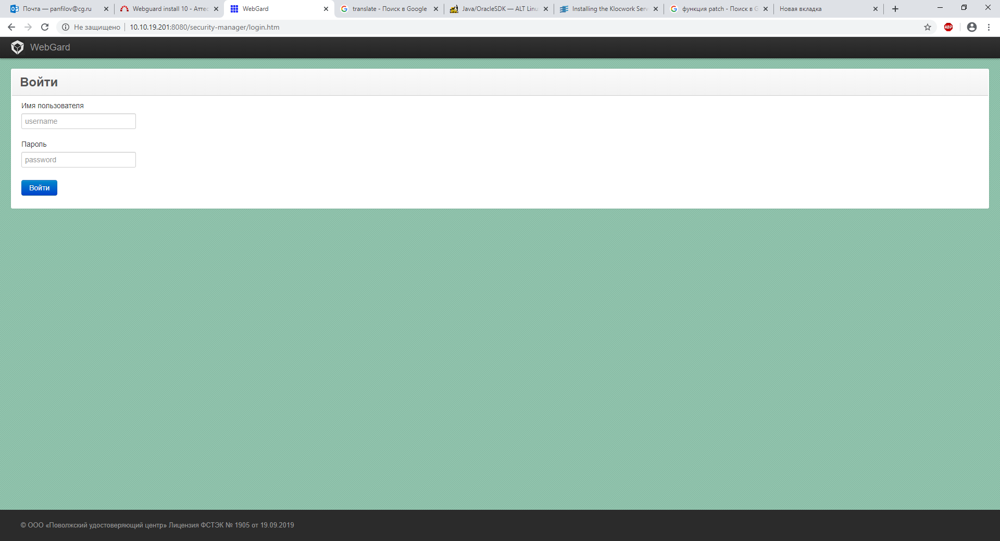 Почта — panfilov@cg.ru
Webguard install 10 - Аттес
WebGard
translate - Поиск в Google
Java/OracleSDK — ALT Linu
Installing the Klocwork Serv
функция patch - Поиск в G
Новая вкладка
Не защищено
10.10.19.201:8080/security-manager/login.htm
ABP
WebGard
Войти
Имя пользователя
username
Пароль
password
Войти
© ООО «Поволжский удостоверяющий центр» Лицензия ФСТЭК № 1905 от 19.09.2019